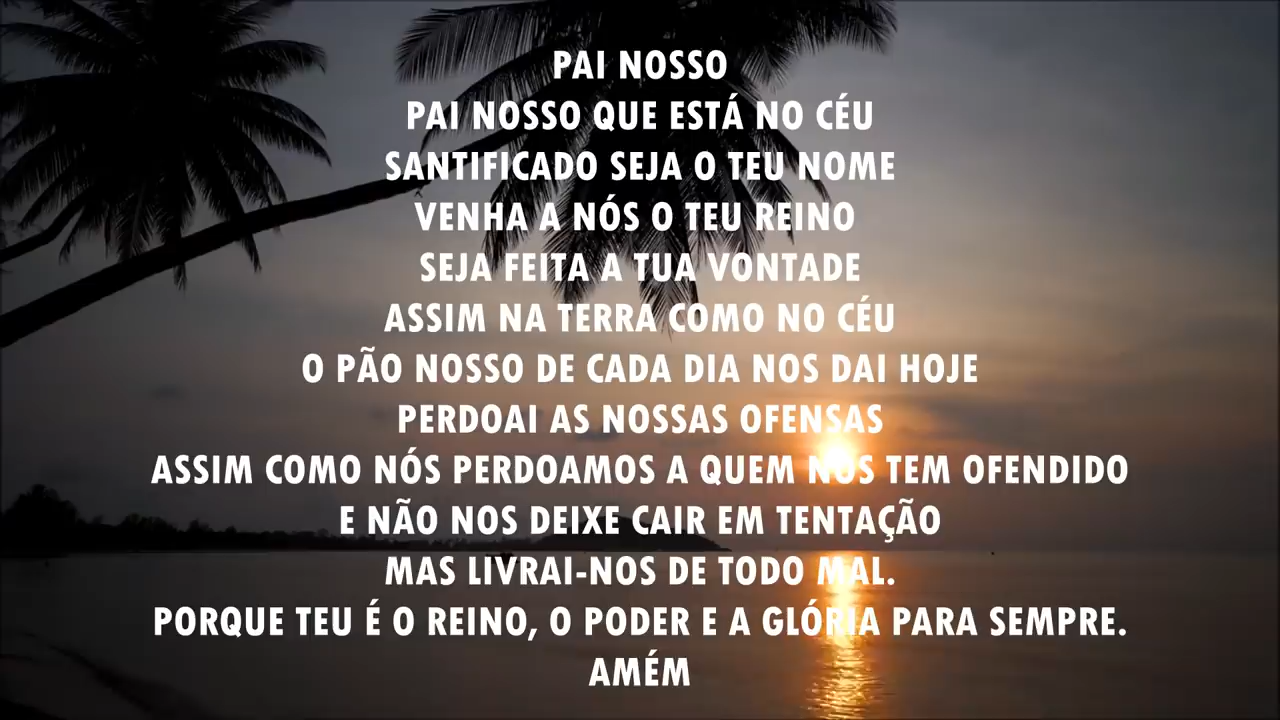 PAI NOSSO
PAI NOSSO QUE ESTÁ NO CÉU
SANTIFICADO SEJA O TEU NOME
VENHA A NÓS O TEU REINO
SEJA FEITA A TUA VONTADE
ASSIM NA TERRA COMO NO CÉU
O PÃO NOSSO DE CADA DIA NOS DAI HOJE
PERDOAI AS NOSSAS OFENSAS
ASSIM COMO NÓS PERDOAMOS A QUEM NOS TEM OFENDIDO
E NÃO NOS DEIXE CAIR EM TENTAÇÃO
MAS LIVRAI-NOS DE TODO MAL.
PORQUE TEU É O REINO, O PODER E A GLÓRIA PARA SEMPRE.
AMÉM